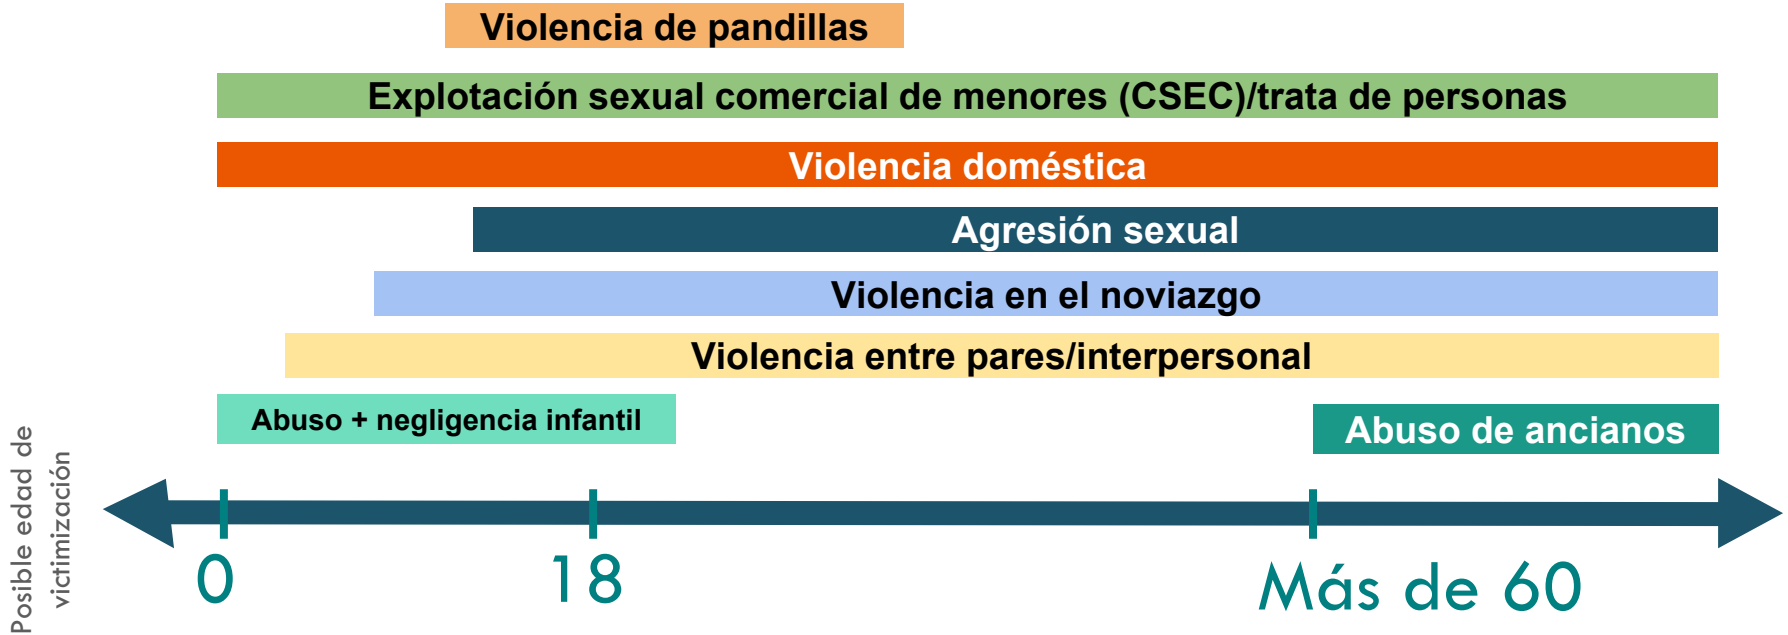 Violencia de pandillas
Explotación sexual comercial de menores (CSEC)/trata de personas
Violencia doméstica
Agresión sexual
Violencia en el noviazgo
Violencia entre pares/interpersonal
Abuso + negligencia infantil
Abuso de ancianos
Posible edad de
victimización
0
18
Más de 60